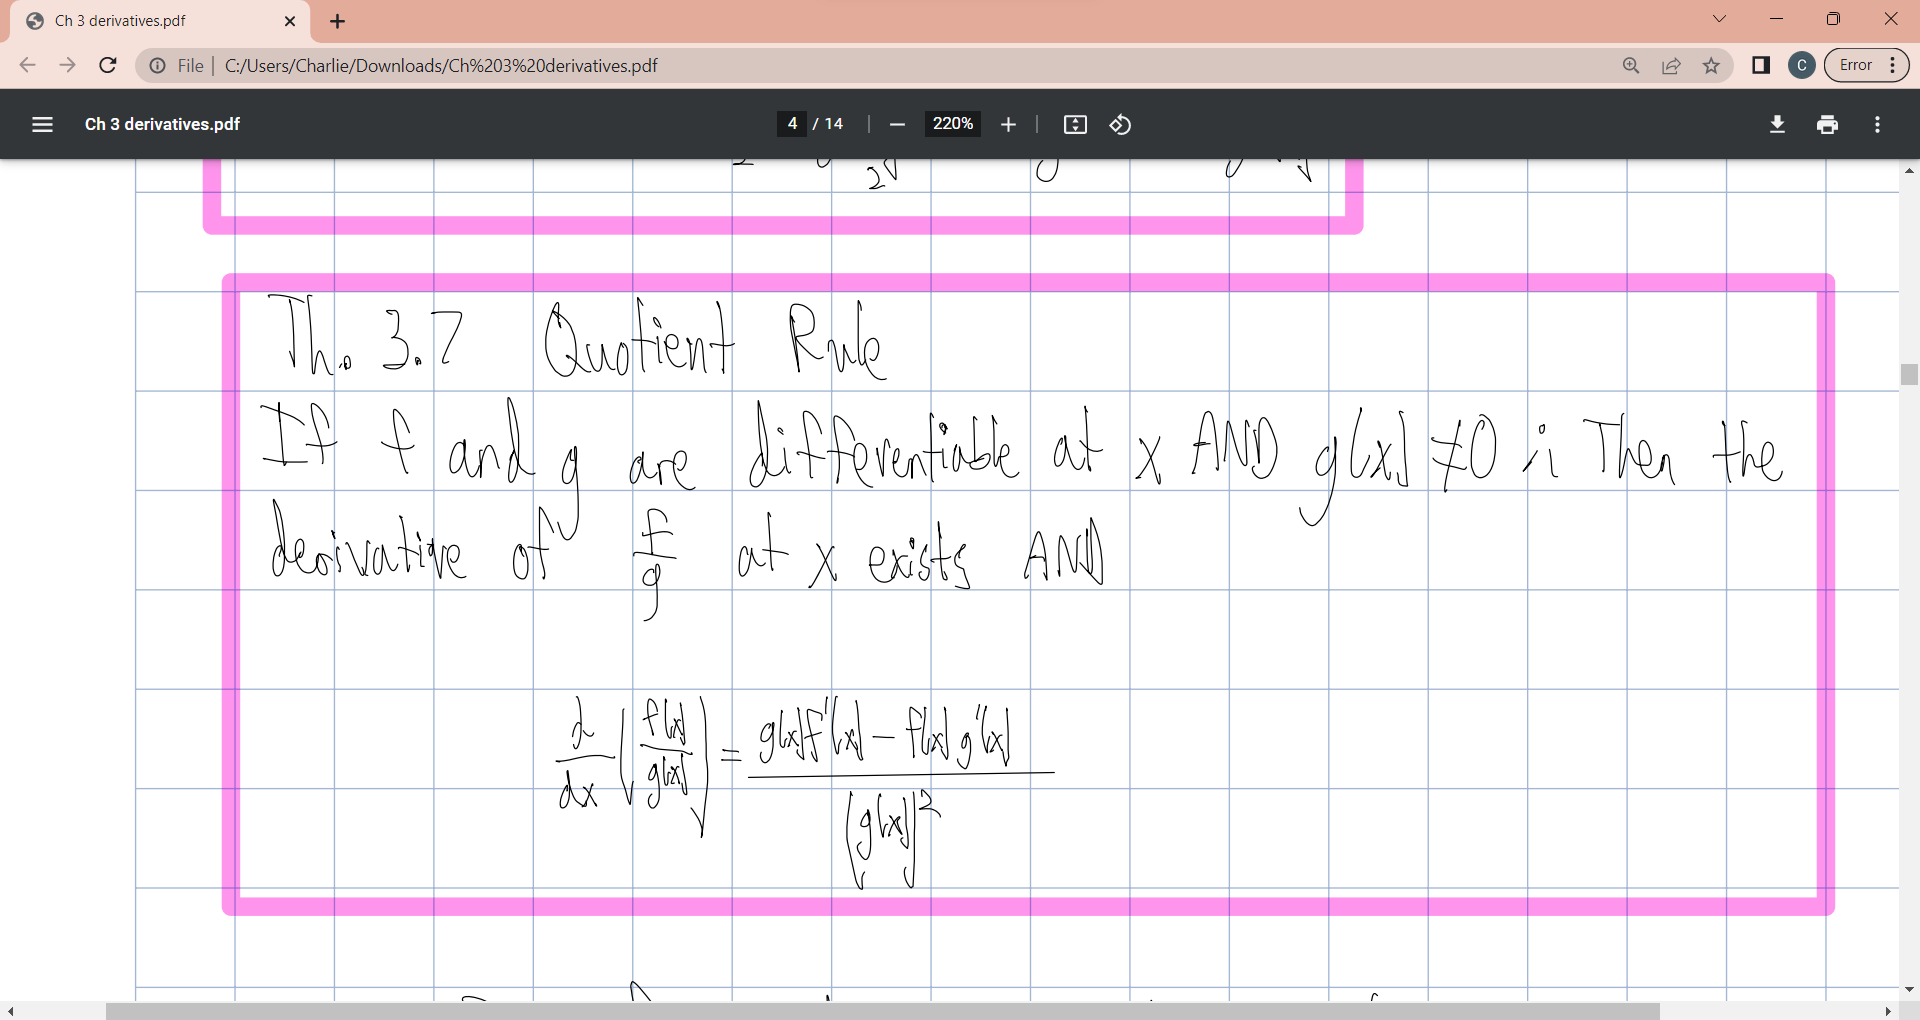 Ch 3 derivatives.pdf
File | C:/Users/Charlie/Downloads/Ch%203%20derivatives.pdf
C
Error
Ch 3 derivatives.pdf
4 / 14
220%
Th. 3.7 Quotient Rule
If f and g are differentiable at x AND g(x) ≠ 0 ; Then the
derivative of f/g at x exists AND
d/dx (f(x)/g(x)) = (g(x)f'(x) - f(x)g'(x))/(g(x))²